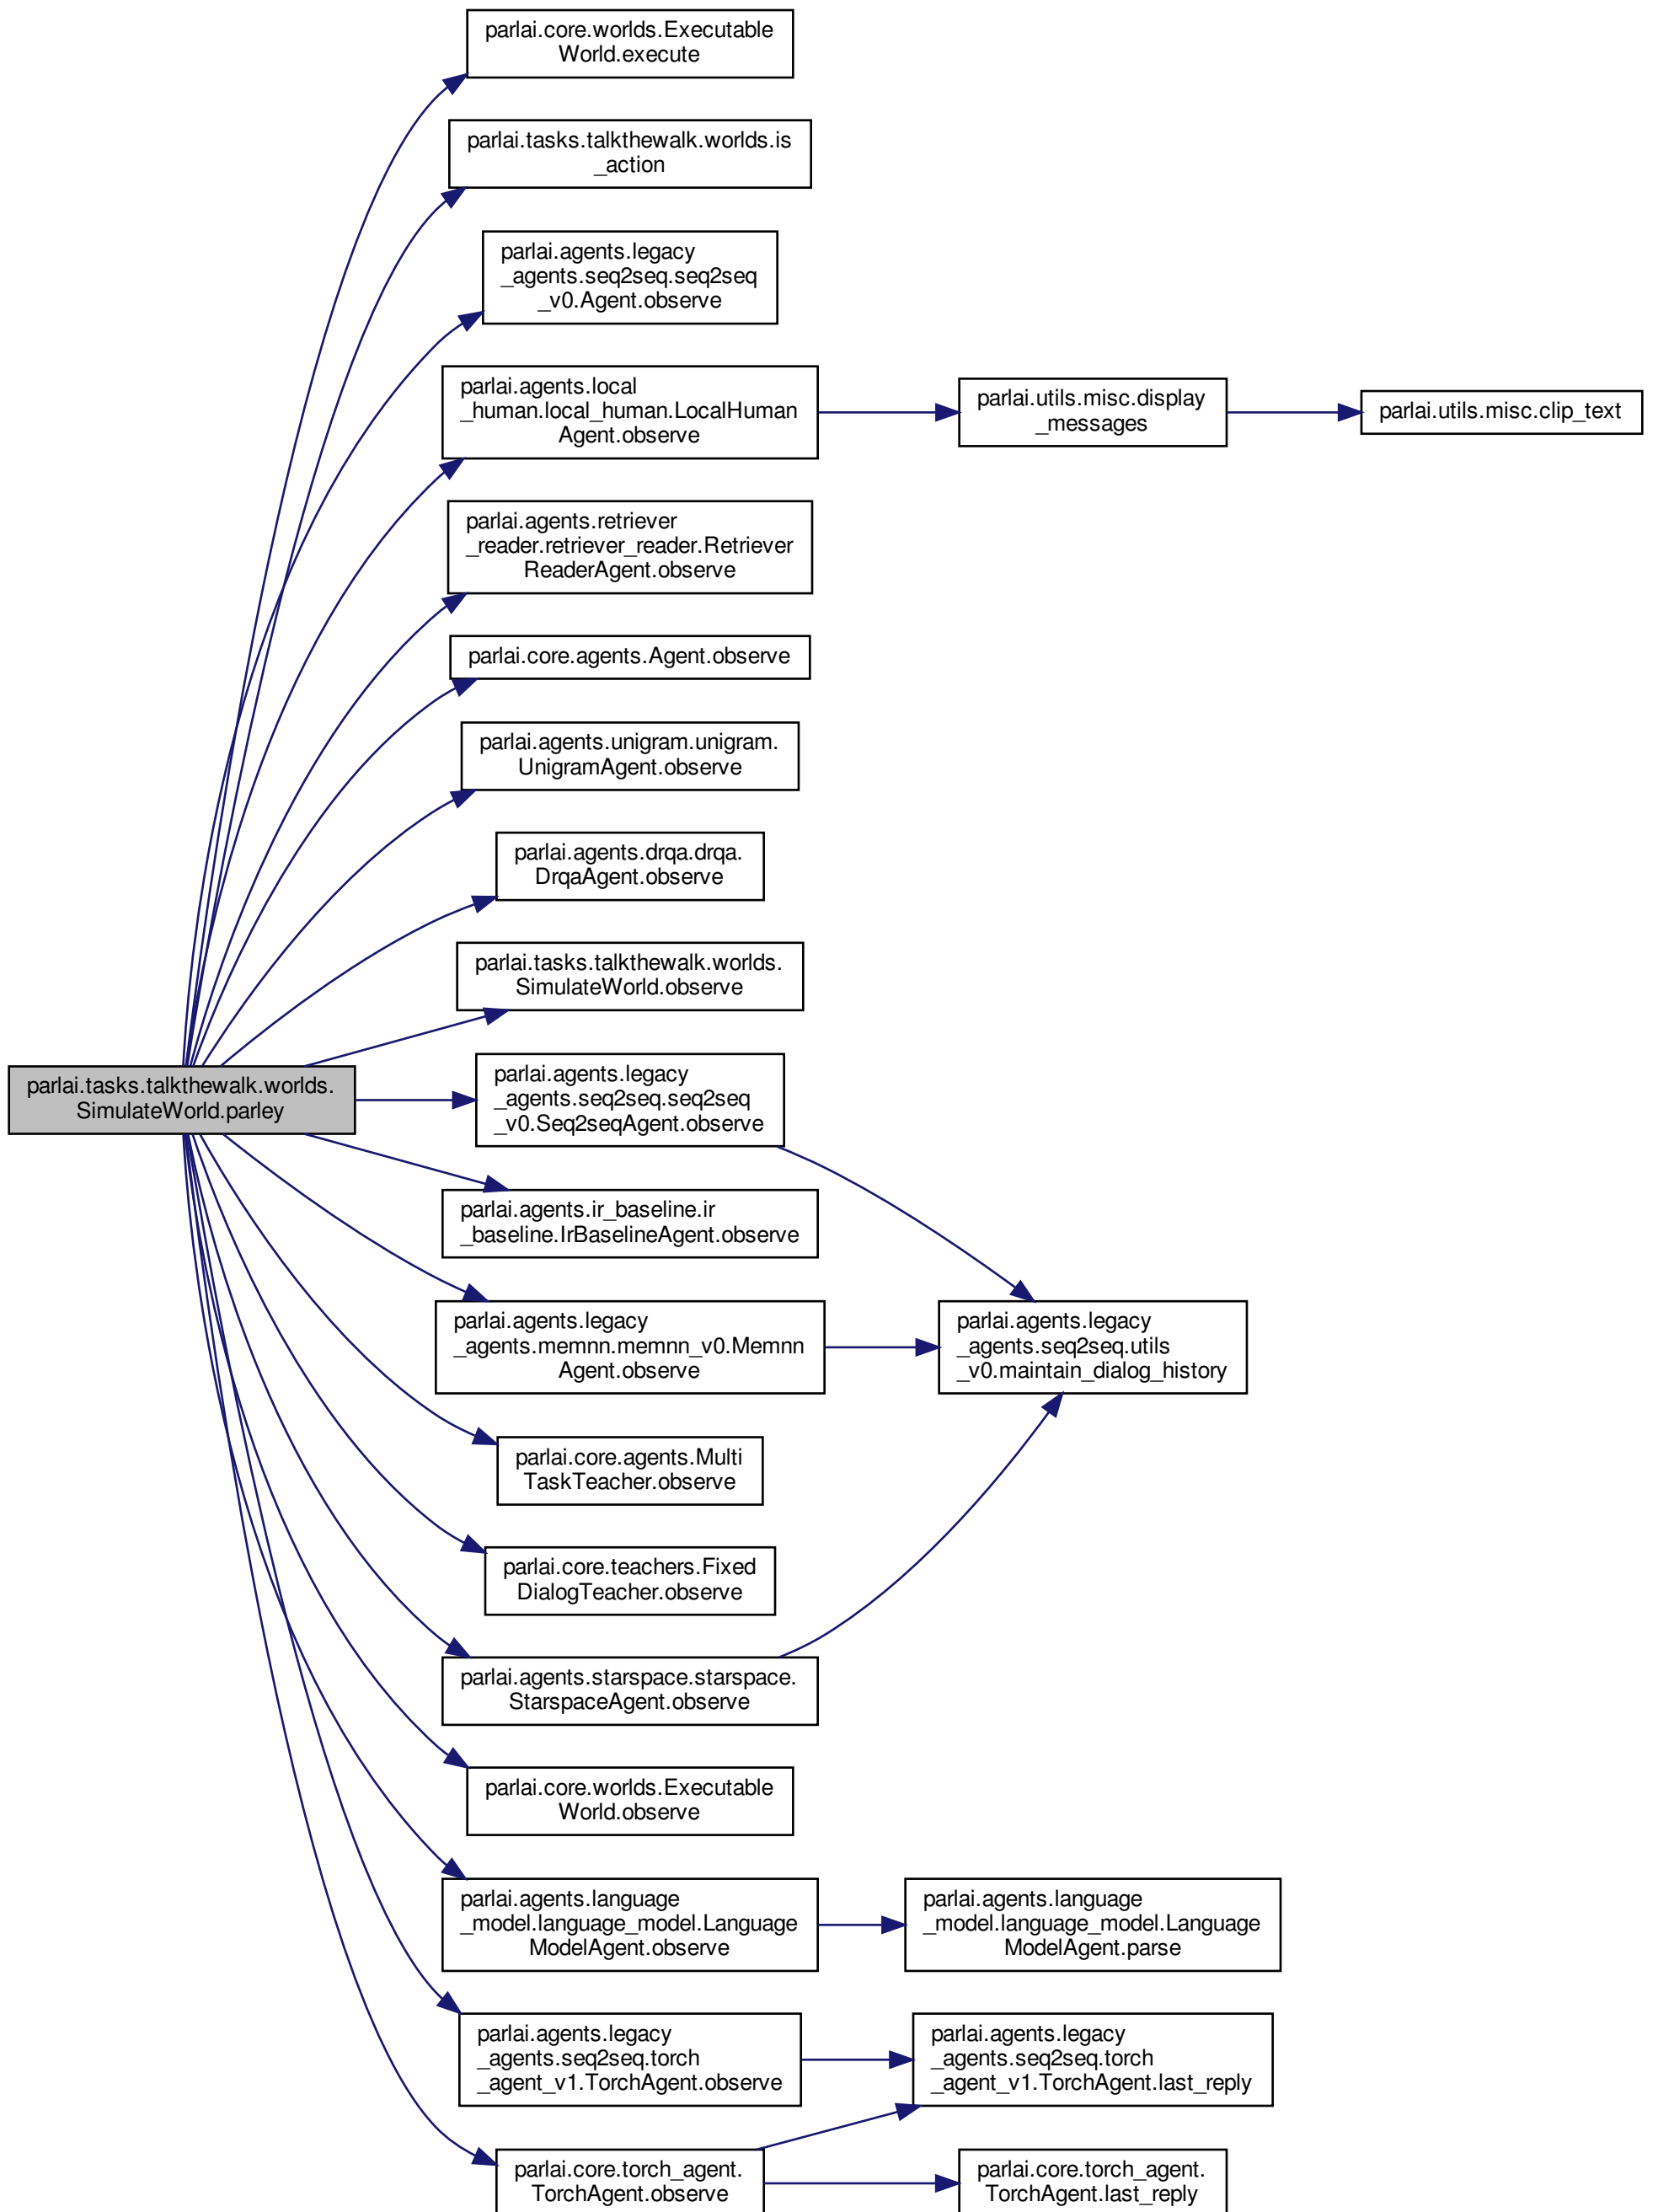 parlai.core.worlds.Executable
World.execute
parlai.tasks.talkthewalk.worlds.is
_action
parlai.agents.legacy
_agents.seq2seq.seq2seq
_v0.Agent.observe
parlai.agents.local
_human.local_human.LocalHuman
Agent.observe
parlai.utils.misc.display
_messages
parlai.utils.misc.clip_text
parlai.agents.retriever
_reader.retriever_reader.Retriever
ReaderAgent.observe
parlai.core.agents.Agent.observe
parlai.agents.unigram.unigram.
UnigramAgent.observe
parlai.agents.drqa.drqa.
DrqaAgent.observe
parlai.tasks.talkthewalk.worlds.
SimulateWorld.observe
parlai.tasks.talkthewalk.worlds.
SimulateWorld.parley
parlai.agents.legacy
_agents.seq2seq.seq2seq
_v0.Seq2seqAgent.observe
parlai.agents.ir_baseline.ir
_baseline.IrBaselineAgent.observe
parlai.agents.legacy
_agents.memnn.memnn_v0.Memnn
Agent.observe
parlai.agents.legacy
_agents.seq2seq.utils
_v0.maintain_dialog_history
parlai.core.agents.Multi
TaskTeacher.observe
parlai.core.teachers.Fixed
DialogTeacher.observe
parlai.agents.starspace.starspace.
StarspaceAgent.observe
parlai.core.worlds.Executable
World.observe
parlai.agents.language
_model.language_model.Language
ModelAgent.observe
parlai.agents.language
_model.language_model.Language
ModelAgent.parse
parlai.agents.legacy
_agents.seq2seq.torch
_agent_v1.TorchAgent.observe
parlai.agents.legacy
_agents.seq2seq.torch
_agent_v1.TorchAgent.last_reply
parlai.core.torch_agent.
TorchAgent.observe
parlai.core.torch_agent.
TorchAgent.last_reply